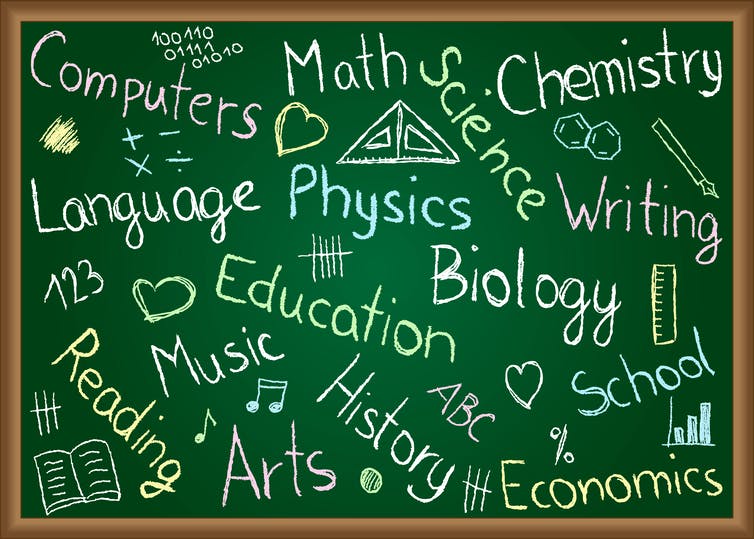 100110
01111
01010
Computers
Math
Science
Chemistry
+ −
× ÷
Language
Physics
Writing
123
Education
Biology
Reading
Music
History
ABC
School
Arts
%
Economics